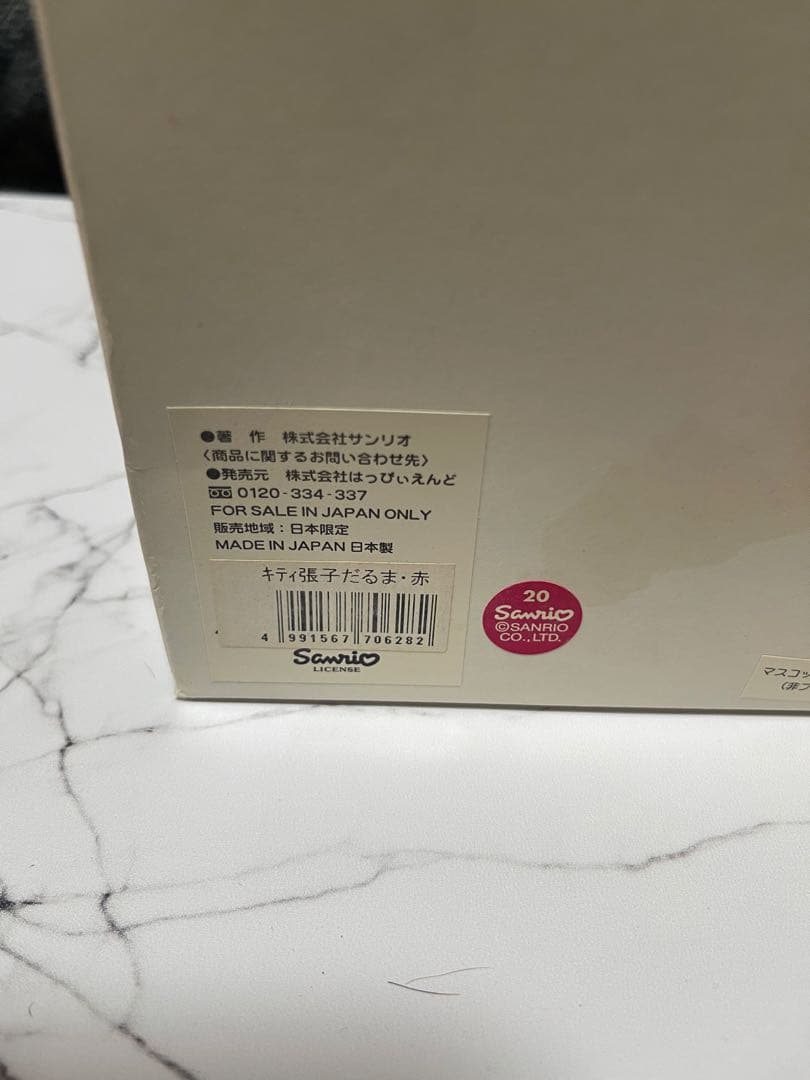 ●著 作 株式会社サンリオ
〈商品に関するお問い合わせ先〉
●発売元 株式会社はっぴぃえんど
0120-334-337
FOR SALE IN JAPAN ONLY
販売地域：日本限定
MADE IN JAPAN 日本製
キティ張子だるま・赤
4 991567 706282
Sanrio
LICENSE
20
Sanrio
©SANRIO
CO., LTD.
マスコッ